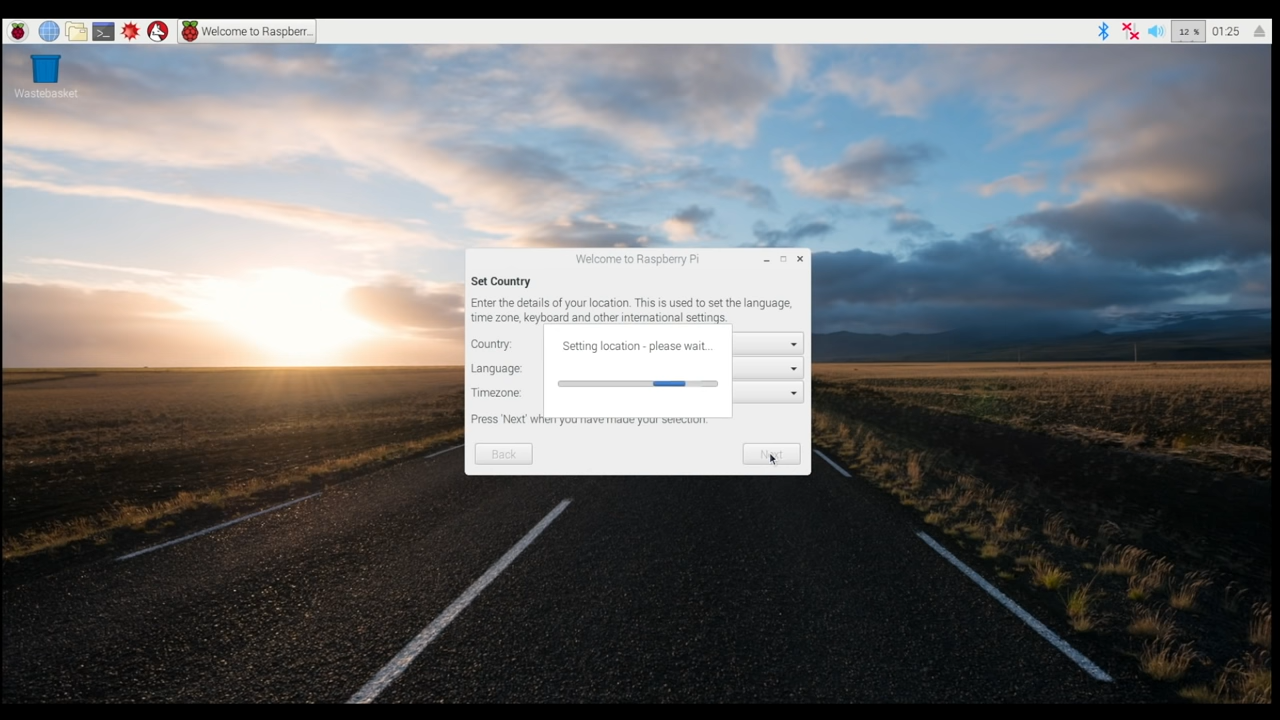 Welcome to Raspberr...
12 %
01:25
Wastebasket
Welcome to Raspberry Pi
Set Country
Enter the details of your location. This is used to set the language,
time zone, keyboard and other international settings.
Country:
Setting location - please wait...
Language:
Timezone:
Press 'Next' when you have made your selection.
Back
Next